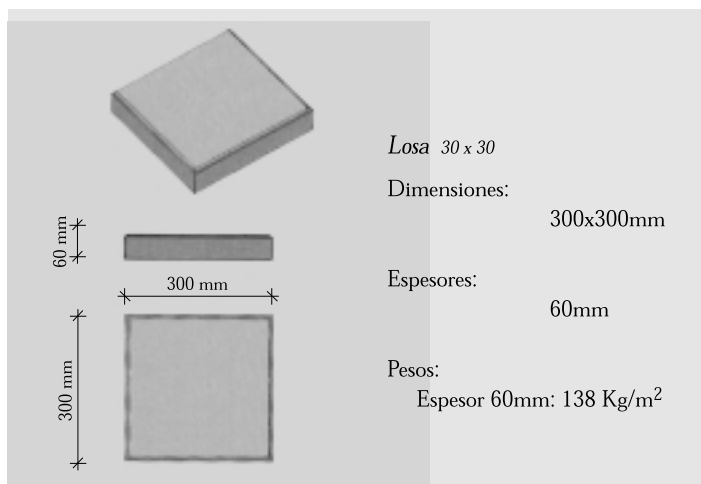 Losa 30 x 30
Dimensiones:
300x300mm
60 mm
Espesores:
300 mm
60mm
300 mm
Pesos:
Espesor 60mm: 138 Kg/m²